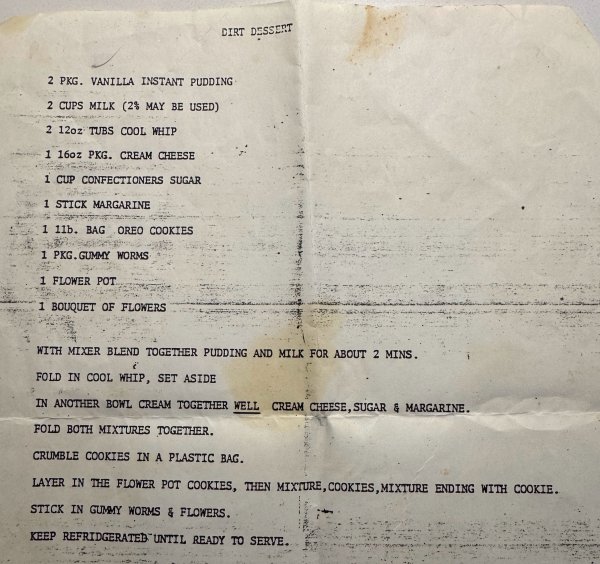 DIRT DESSERT
2 PKG. VANILLA INSTANT PUDDING
2 CUPS MILK (2% MAY BE USED)
2 12oz TUBS COOL WHIP
1 16oz PKG. CREAM CHEESE
1 CUP CONFECTIONERS SUGAR
1 STICK MARGARINE
1 1lb. BAG OREO COOKIES
1 PKG.GUMMY WORMS
1 FLOWER POT
1 BOUQUET OF FLOWERS
WITH MIXER BLEND TOGETHER PUDDING AND MILK FOR ABOUT 2 MINS.
FOLD IN COOL WHIP, SET ASIDE
IN ANOTHER BOWL CREAM TOGETHER WELL CREAM CHEESE,SUGAR & MARGARINE.
FOLD BOTH MIXTURES TOGETHER.
CRUMBLE COOKIES IN A PLASTIC BAG.
LAYER IN THE FLOWER POT COOKIES, THEN MIXTURE,COOKIES,MIXTURE ENDING WITH COOKIE.
STICK IN GUMMY WORMS & FLOWERS.
KEEP REFRIDGERATED UNTIL READY TO SERVE.